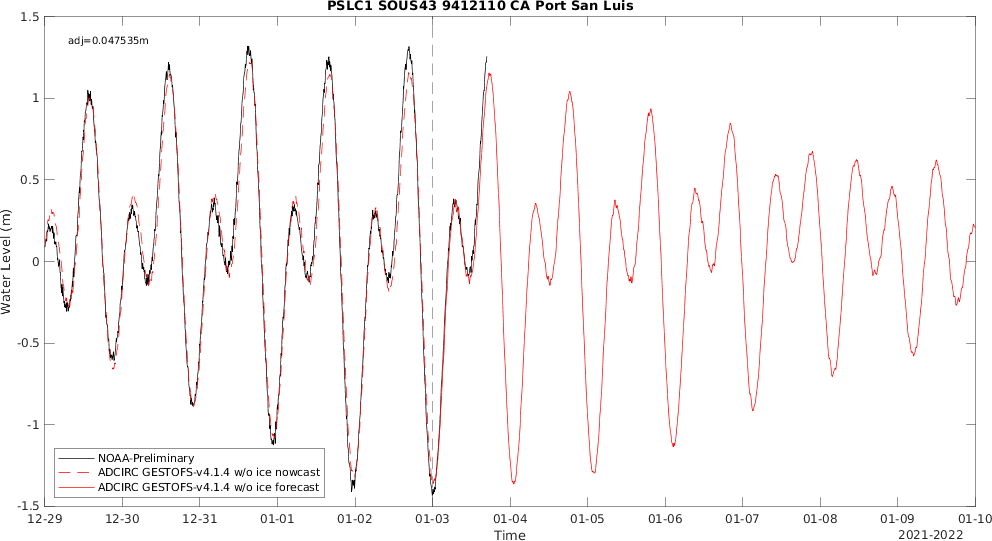 PSLC1 SOUS43 9412110 CA Port San Luis
adj=0.047535m
1.5
1
0.5
0
-0.5
-1
-1.5
Water Level (m)
NOAA-Preliminary
ADCIRC GESTOFS-v4.1.4 w/o ice nowcast
ADCIRC GESTOFS-v4.1.4 w/o ice forecast
12-29 12-30 12-31 01-01 01-02 01-03 01-04 01-05 01-06 01-07 01-08 01-09 01-10
Time
2021-2022